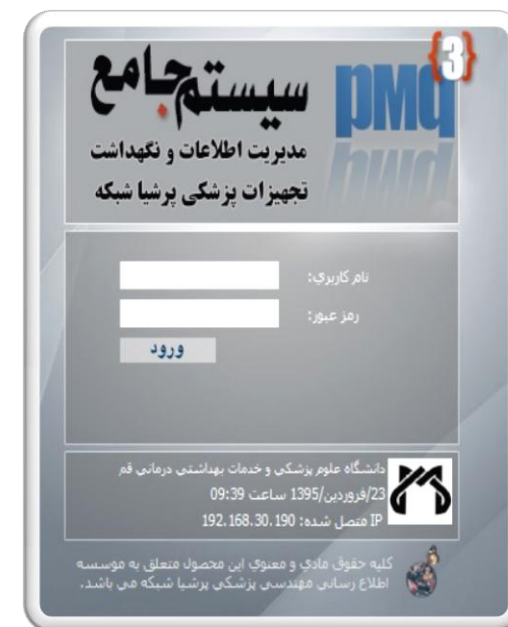 سیستم جامع
مدیریت اطلاعات و نگهداشت
تجهیزات پزشکی پرشیا شبکه
pmq
{3}
نام کاربری:
رمز عبور:
ورود
دانشگاه علوم پزشکی و خدمات بهداشتی درمانی قم
23/فروردین/1395 ساعت 09:39
IP متصل شده: 192.168.30.190
کلیه حقوق مادی و معنوی این محصول متعلق به موسسه
اطلاع رسانی مهندسی پزشکی پرشیا شبکه می باشد.